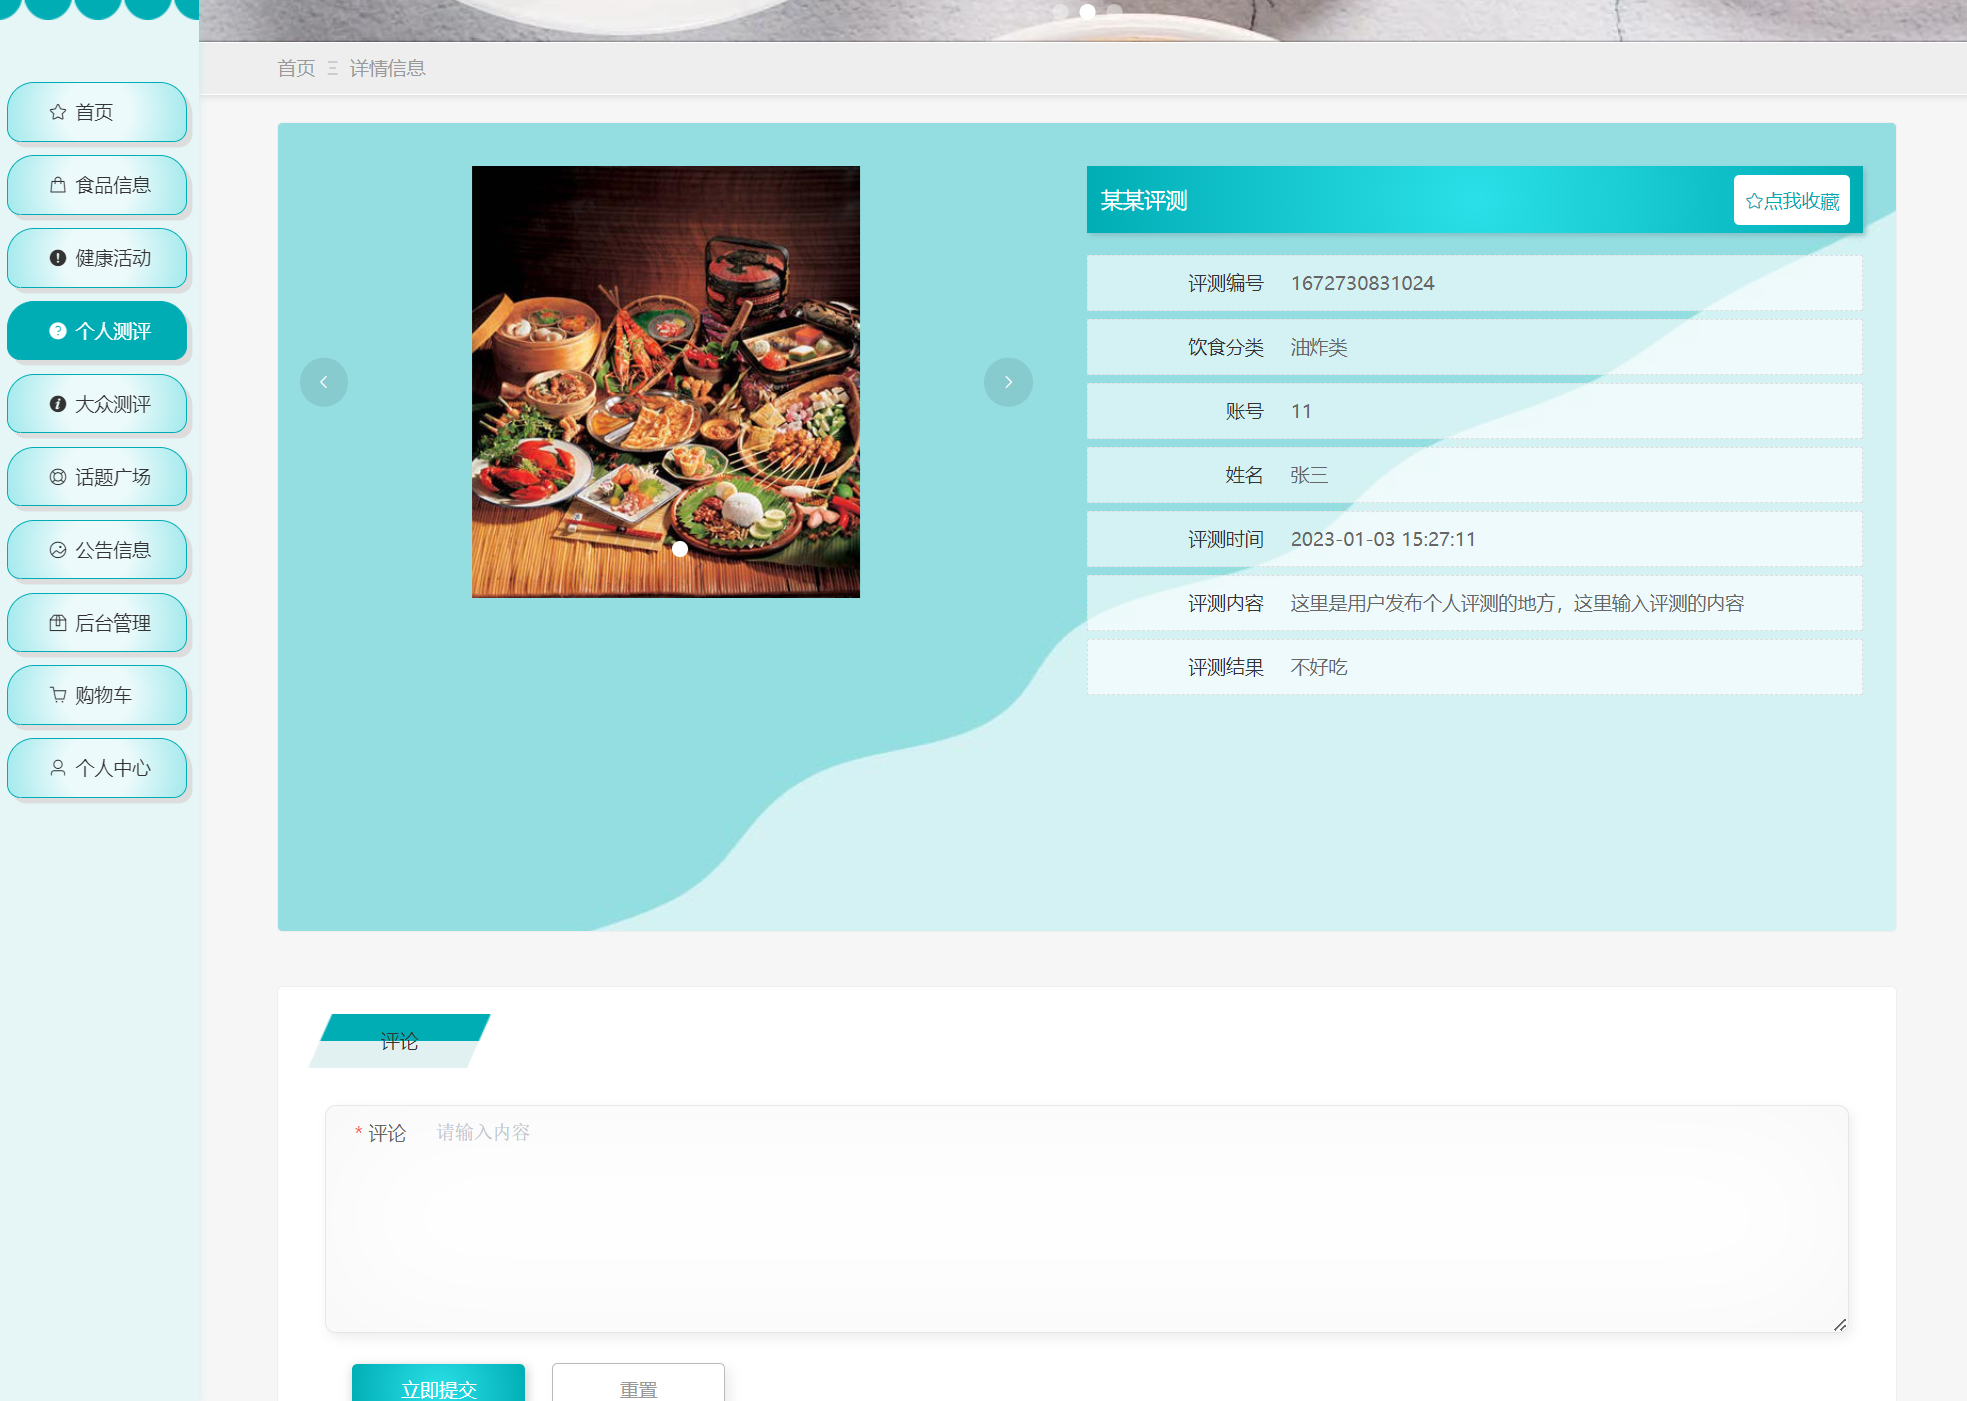 首页 Ξ 详情信息
首页
食品信息
健康活动
个人测评
大众测评
话题广场
公告信息
后台管理
购物车
个人中心
某某评测
点我收藏
评测编号 1672730831024
饮食分类 油炸类
账号 11
姓名 张三
评测时间 2023-01-03 15:27:11
评测内容 这里是用户发布个人评测的地方，这里输入评测的内容
评测结果 不好吃
评论
* 评论 请输入内容
立即提交 重置